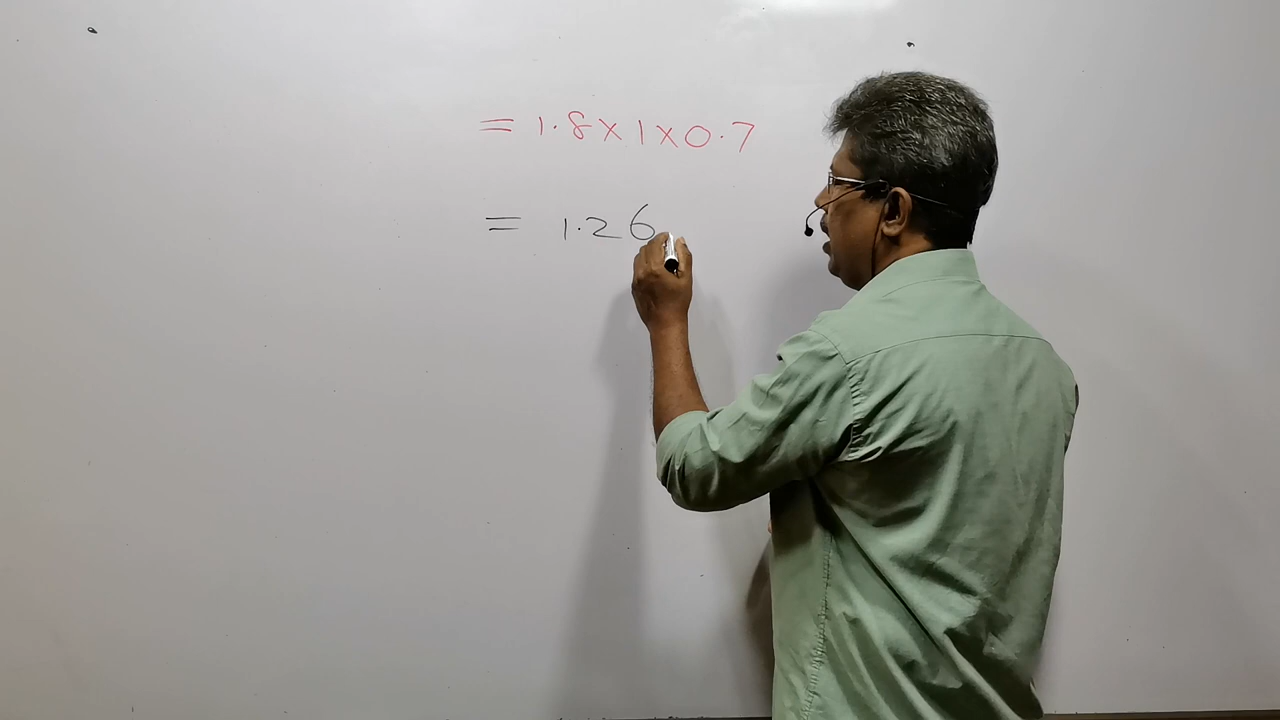 = 1.8 × 1 × 0.7
= 1.26